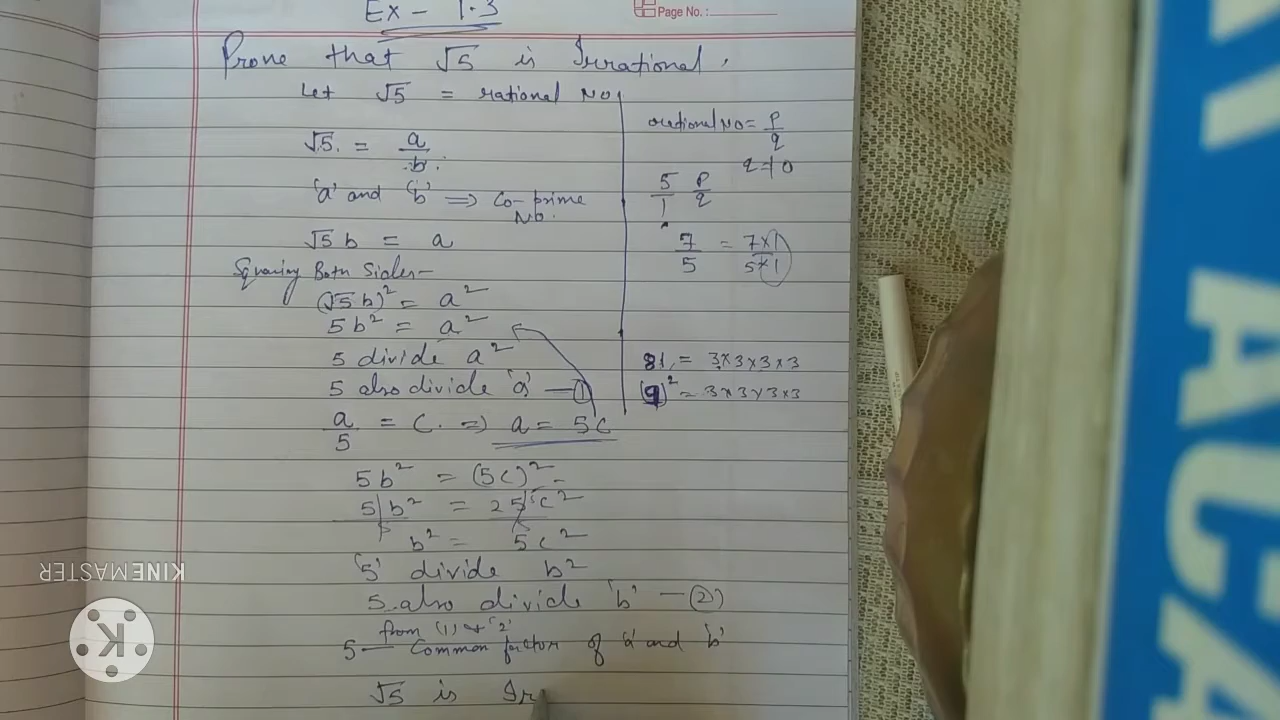 Ex - 1.3
Page No. :
Prove that √5 is Irrational.
Let √5 = rational No.
√5 = a/b
'a' and 'b' ⇒ Co-prime No.
√5 b = a
Squaring Both Sides-
(√5b)² = a²
5b² = a²
5 divide a²
5 also divide 'a' — ①
a/5 = C. ⇒ a = 5C
5b² = (5c)²
5b² = 25c²
b² = 5c²
'5' divide b²
5 also divide 'b' — ②
from (1) & '2'
5 — Common factor of 'a' and 'b'
√5 is Irr
rational No = P/q
q ≠ 0
5/1 P/q
7/5 = 7×1/5×1
81 = 3×3×3×3
(9)² = 3×3×3×3
KINEMASTER
K